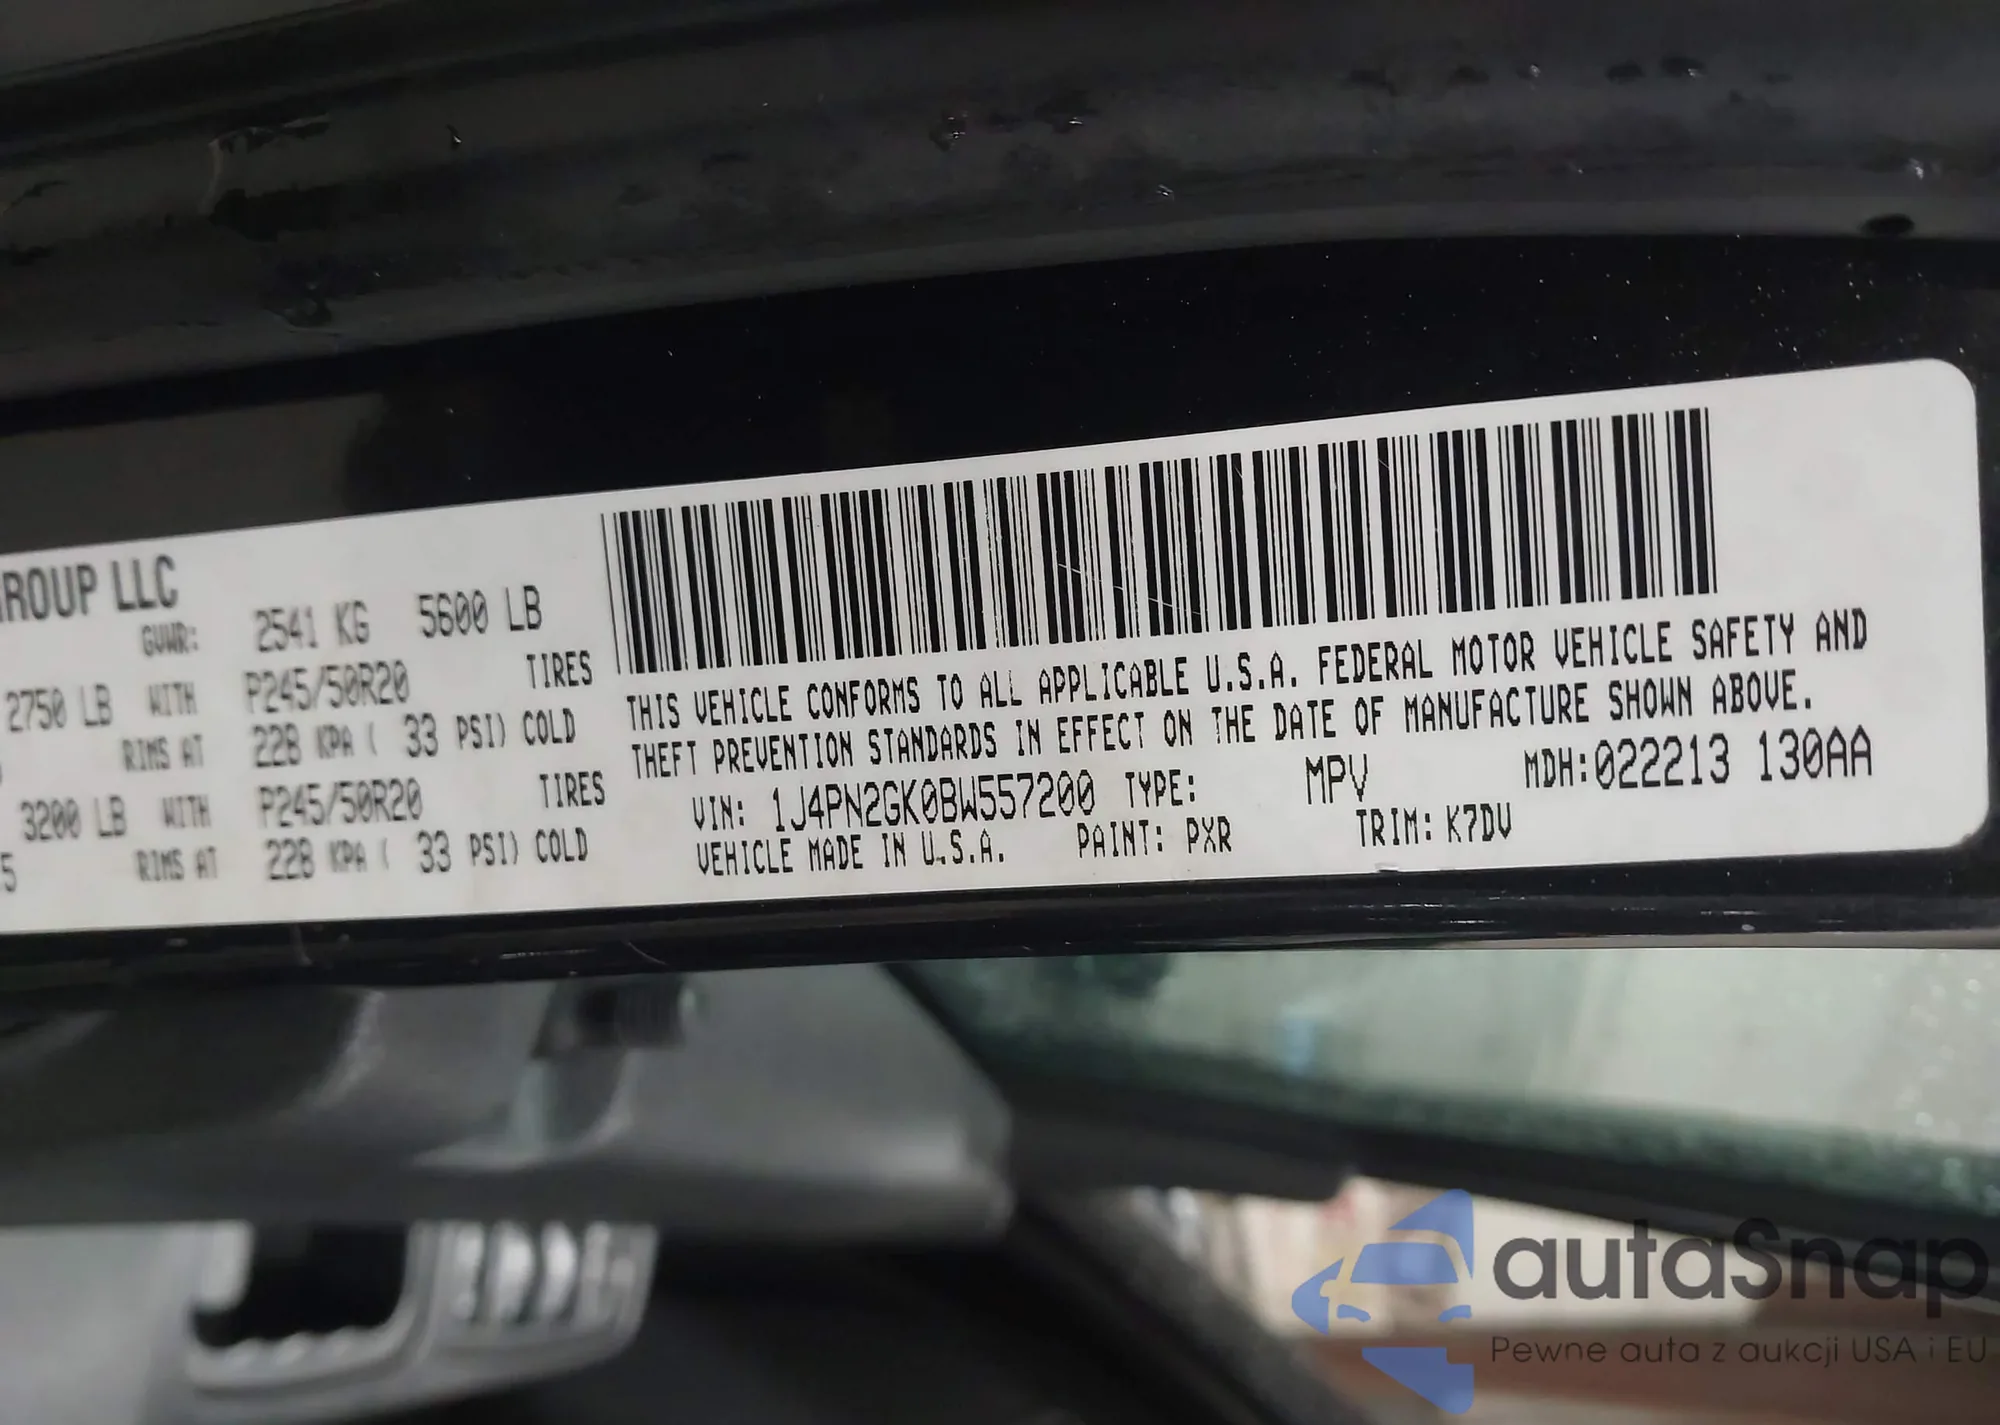 ROUP LLC
GVWR: 2541 KG 5600 LB
2750 LB WITH P245/50R20 TIRES
RIMS AT 228 KPA ( 33 PSI) COLD
3200 LB WITH P245/50R20 TIRES
5 RIMS AT 228 KPA ( 33 PSI) COLD
THIS VEHICLE CONFORMS TO ALL APPLICABLE U.S.A. FEDERAL MOTOR VEHICLE SAFETY AND
THEFT PREVENTION STANDARDS IN EFFECT ON THE DATE OF MANUFACTURE SHOWN ABOVE.
VIN: 1J4PN2GK0BW557200 TYPE: MPV MDH:022213 130AA
VEHICLE MADE IN U.S.A. PAINT: PXR TRIM: K7DV
autaSnap
Pewne auta z aukcji USA i EU